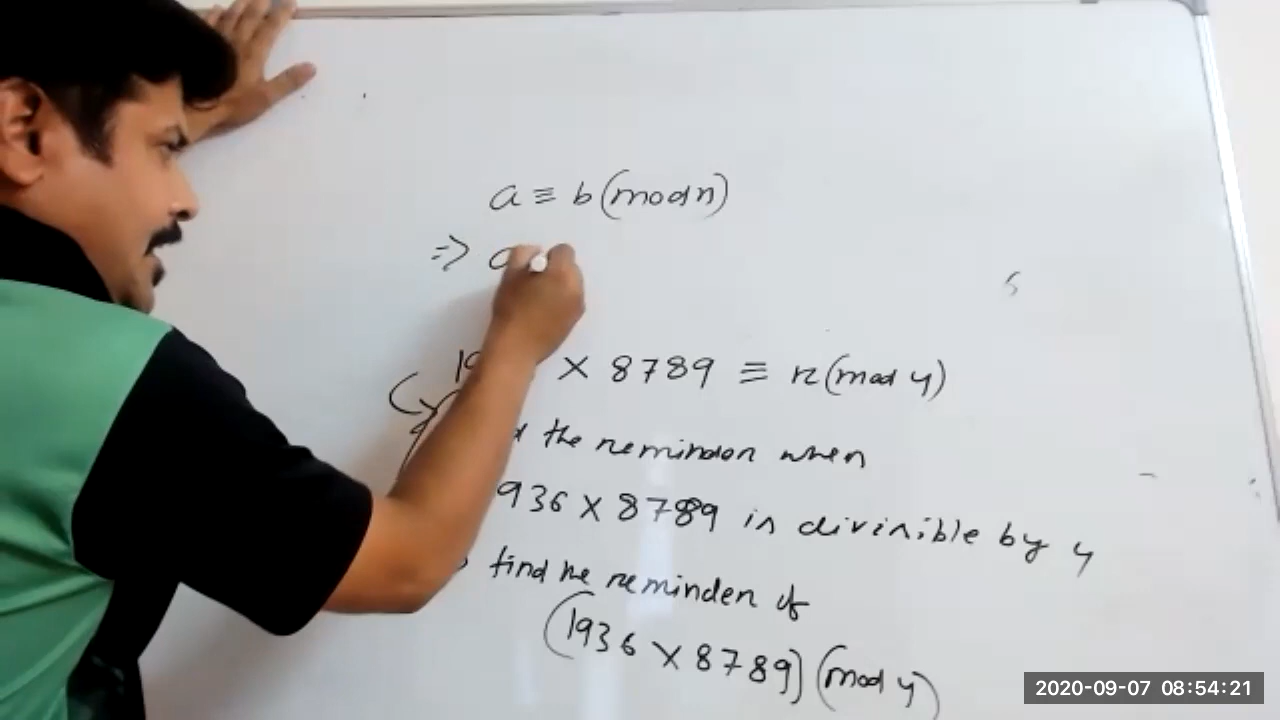 a ≡ b (mod n)
⇒ a
19 × 8789 ≡ r (mod 4)
the reminder when
936 × 8789 is divisible by 4
find the reminder of
(1936 × 8789) (mod 4)
2020-09-07 08:54:21